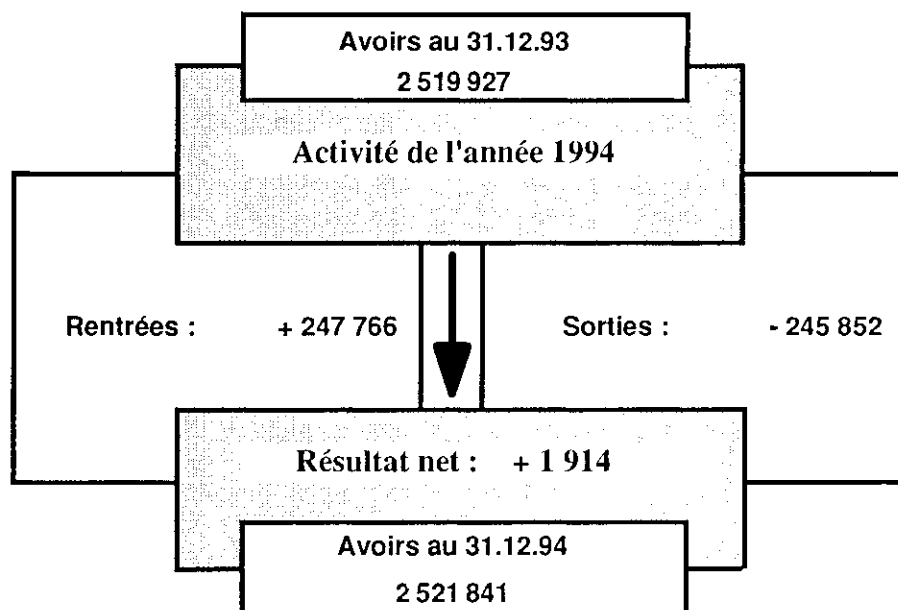 Avoirs au 31.12.93
2 519 927
Activité de l'année 1994
Rentrées : + 247 766 Sorties : - 245 852
Résultat net : + 1 914
Avoirs au 31.12.94
2 521 841